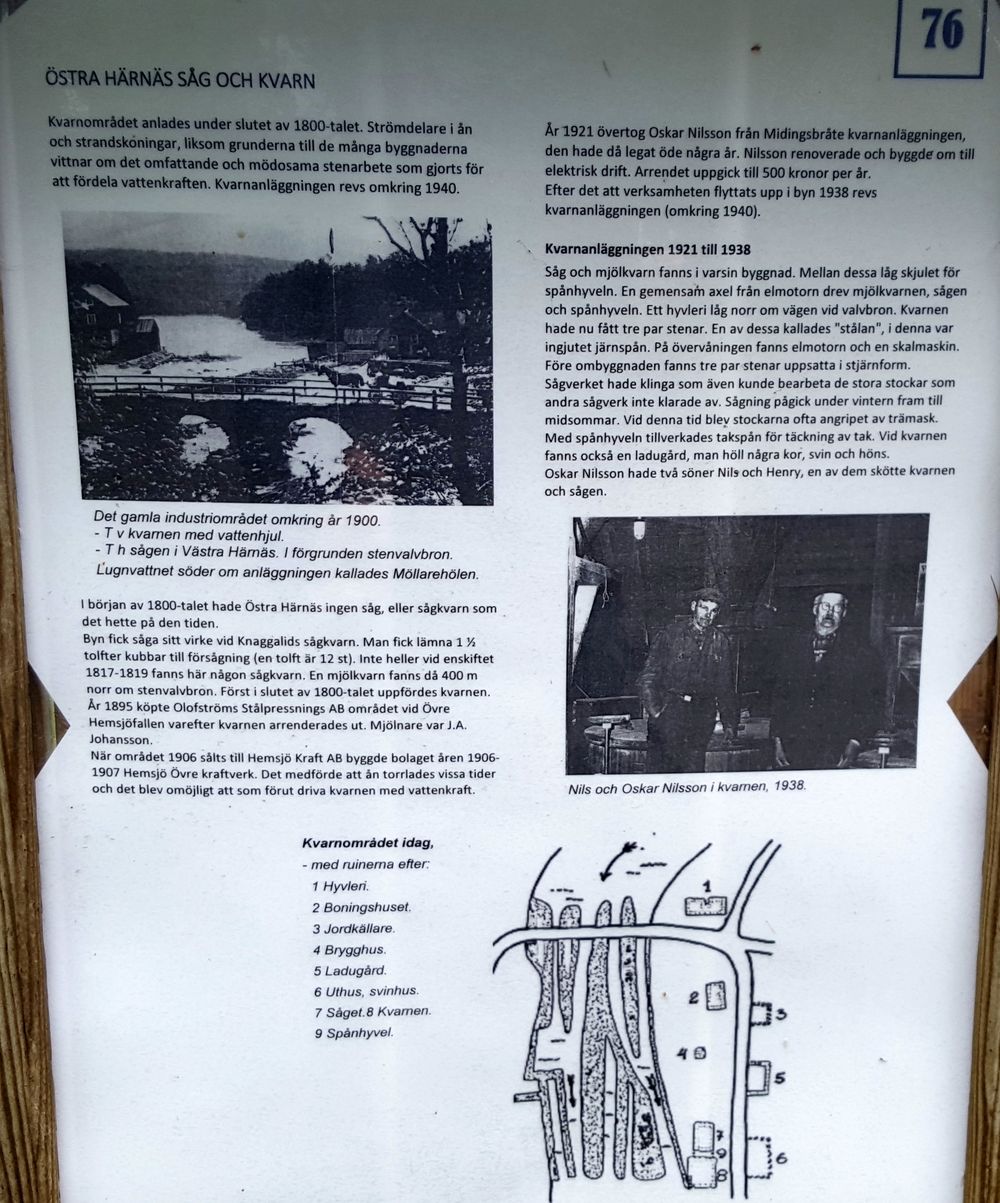 76
ÖSTRA HÄRNÄS SÅG OCH KVARN
Kvarnområdet anlades under slutet av 1800-talet. Strömdelare i ån
och strandskoningar, liksom grunderna till de många byggnaderna
vittnar om det omfattande och mödosama stenarbete som gjorts för
att fördela vattenkraften. Kvarnanläggningen revs omkring 1940.
Det gamla industriområdet omkring år 1900.
- T v kvarnen med vattenhjul.
- T h sågen i Västra Härnäs. I förgrunden stenvalvbron.
Lugnvattnet söder om anläggningen kallades Möllarehölen.
I början av 1800-talet hade Östra Härnäs ingen såg, eller sågkvarn som
det hette på den tiden.
Byn fick såga sitt virke vid Knaggalids sågkvarn. Man fick lämna 1 ½
tolfter kubbar till försågning (en tolft är 12 st). Inte heller vid enskiftet
1817-1819 fanns här någon sågkvarn. En mjölkvarn fanns då 400 m
norr om stenvalvbron. Först i slutet av 1800-talet uppfördes kvarnen.
År 1895 köpte Olofströms Stålpressnings AB området vid Övre
Hemsjöfallen varefter kvarnen arrenderades ut. Mjölnare var J.A.
Johansson.
När området 1906 sålts till Hemsjö Kraft AB byggde bolaget åren 1906-
1907 Hemsjö Övre kraftverk. Det medförde att ån torrlades vissa tider
och det blev omöjligt att som förut driva kvarnen med vattenkraft.
År 1921 övertog Oskar Nilsson från Midingsbråte kvarnanläggningen,
den hade då legat öde några år. Nilsson renoverade och byggde om till
elektrisk drift. Arrendet uppgick till 500 kronor per år.
Efter det att verksamheten flyttats upp i byn 1938 revs
kvarnanläggningen (omkring 1940).
Kvarnanläggningen 1921 till 1938
Såg och mjölkvarn fanns i varsin byggnad. Mellan dessa låg skjulet för
spånhyveln. En gemensam axel från elmotorn drev mjölkvarnen, sågen
och spånhyveln. Ett hyvleri låg norr om vägen vid valvbron. Kvarnen
hade nu fått tre par stenar. En av dessa kallades "stålan", i denna var
ingjutet järnspån. På övervåningen fanns elmotorn och en skalmaskin.
Före ombyggnaden fanns tre par stenar uppsatta i stjärnform.
Sågverket hade klinga som även kunde bearbeta de stora stockar som
andra sågverk inte klarade av. Sågning pågick under vintern fram till
midsommar. Vid denna tid blev stockarna ofta angripet av trämask.
Med spånhyveln tillverkades takspån för täckning av tak. Vid kvarnen
fanns också en ladugård, man höll några kor, svin och höns.
Oskar Nilsson hade två söner Nils och Henry, en av dem skötte kvarnen
och sågen.
Nils och Oskar Nilsson i kvarnen, 1938.
Kvarnområdet idag,
- med ruinerna efter:
1 Hyvleri.
2 Boningshuset.
3 Jordkällare.
4 Brygghus.
5 Ladugård.
6 Uthus, svinhus.
7 Såget.8 Kvarnen.
9 Spånhyvel.
1
2
3
4
5
7
9
6
8